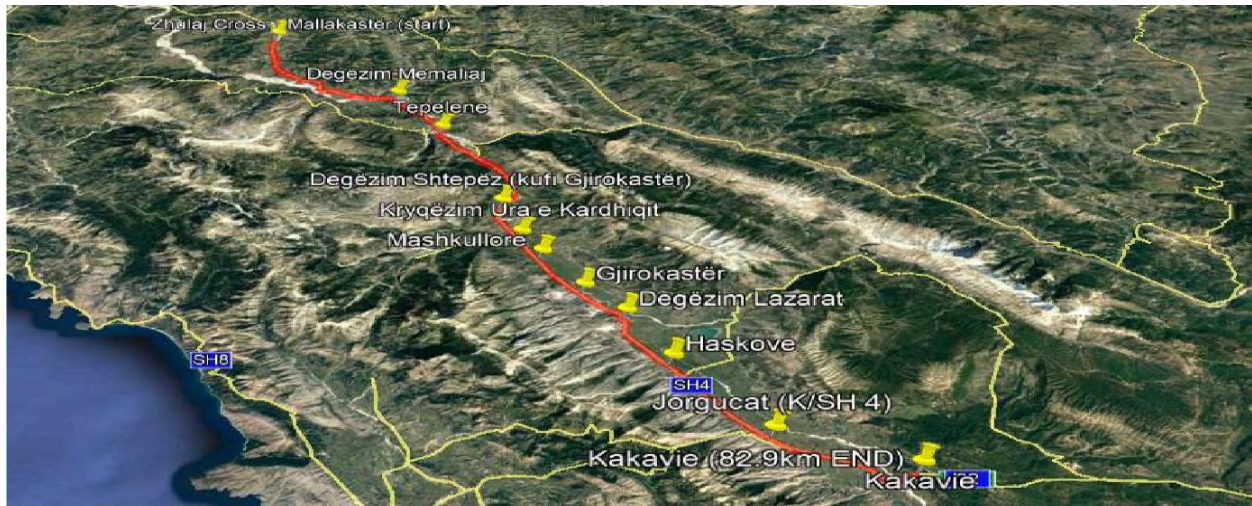 Zhulaj Cross - Mallakastër (start)
Degëzim Memaliaj
Tepelene
Degëzim Shtepëz (kufi Gjirokastër)
Kryqëzim Ura e Kardhiqit
Mashkullore
Gjirokastër
Degëzim Lazarat
Haskove
SH8
SH4
Jorgucat (K/SH 4)
Kakavie (82.9km END)
Kakavie